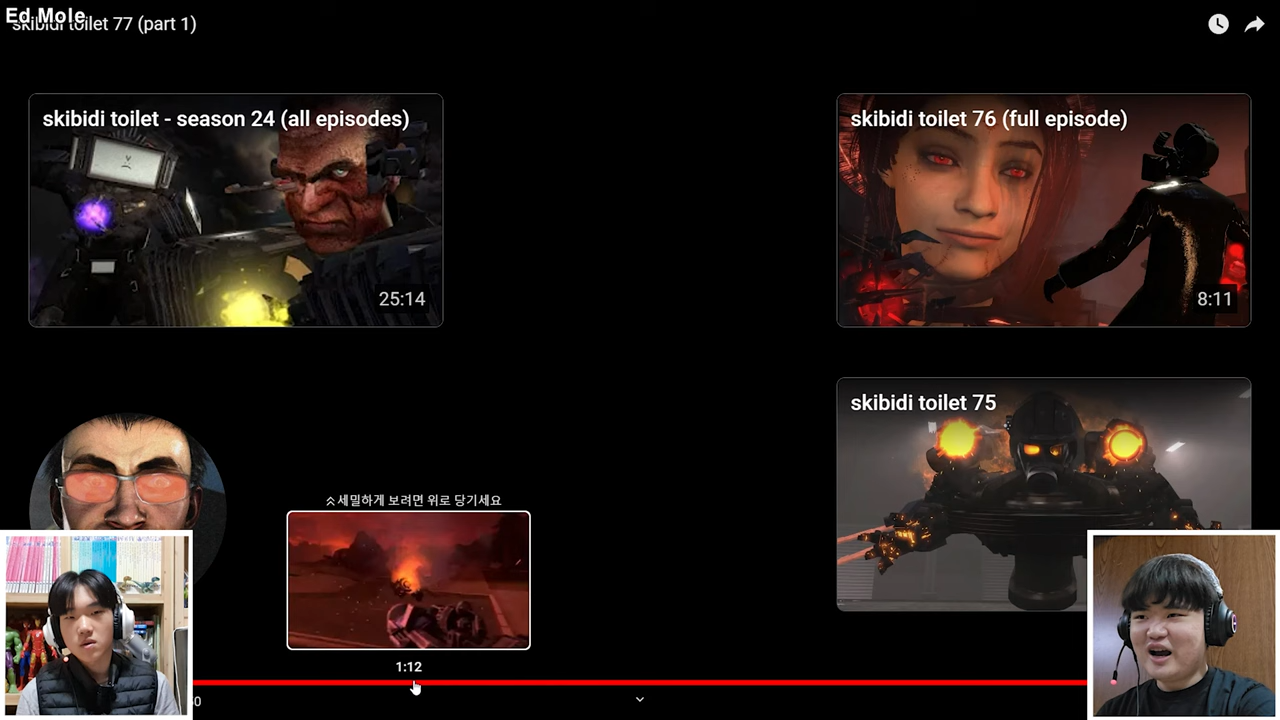 Ed Mole
skibidi toilet 77 (part 1)
skibidi toilet - season 24 (all episodes)
25:14
skibidi toilet 76 (full episode)
8:11
skibidi toilet 75
세밀하게 보려면 위로 당기세요
1:12